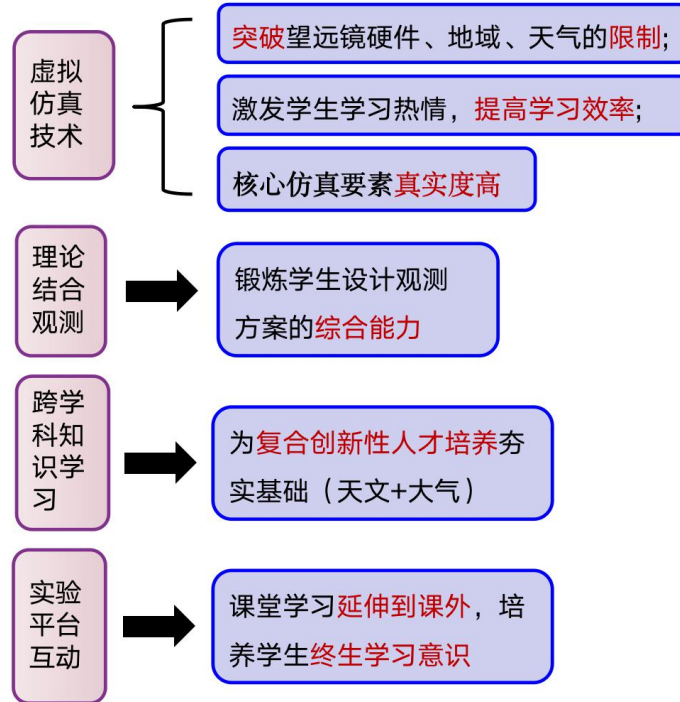 虚拟
仿真
技术
突破望远镜硬件、地域、天气的限制;
激发学生学习热情，提高学习效率;
核心仿真要素真实度高
理论
结合
观测
锻炼学生设计观测
方案的综合能力
跨学
科知
识学
习
为复合创新性人才培养夯
实基础（天文+大气）
实验
平台
互动
课堂学习延伸到课外，培
养学生终生学习意识